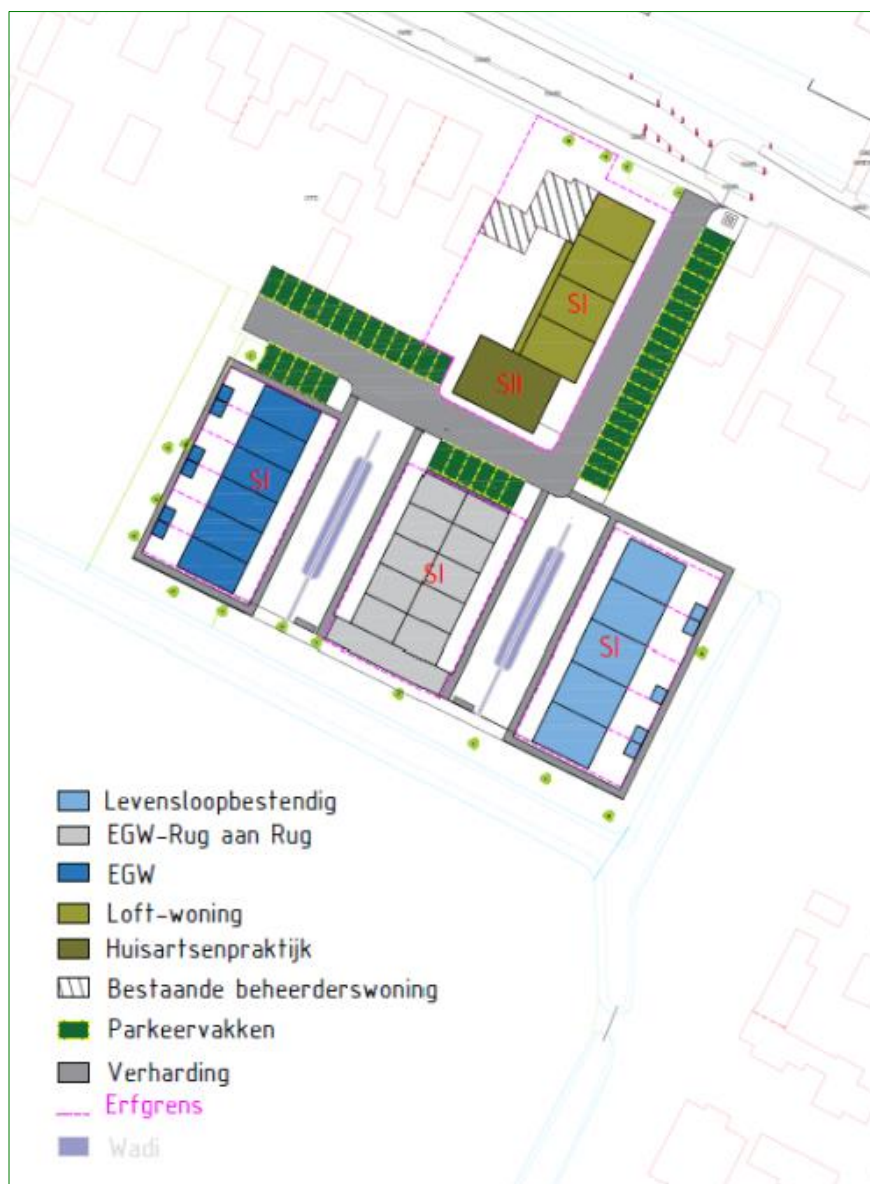 SI
SII
SI
SI
SI
Levensloopbestendig
EGW-Rug aan Rug
EGW
Loft-woning
Huisartsenpraktijk
Bestaande beheerderswoning
Parkeervakken
Verharding
Erfgrens
Wadi